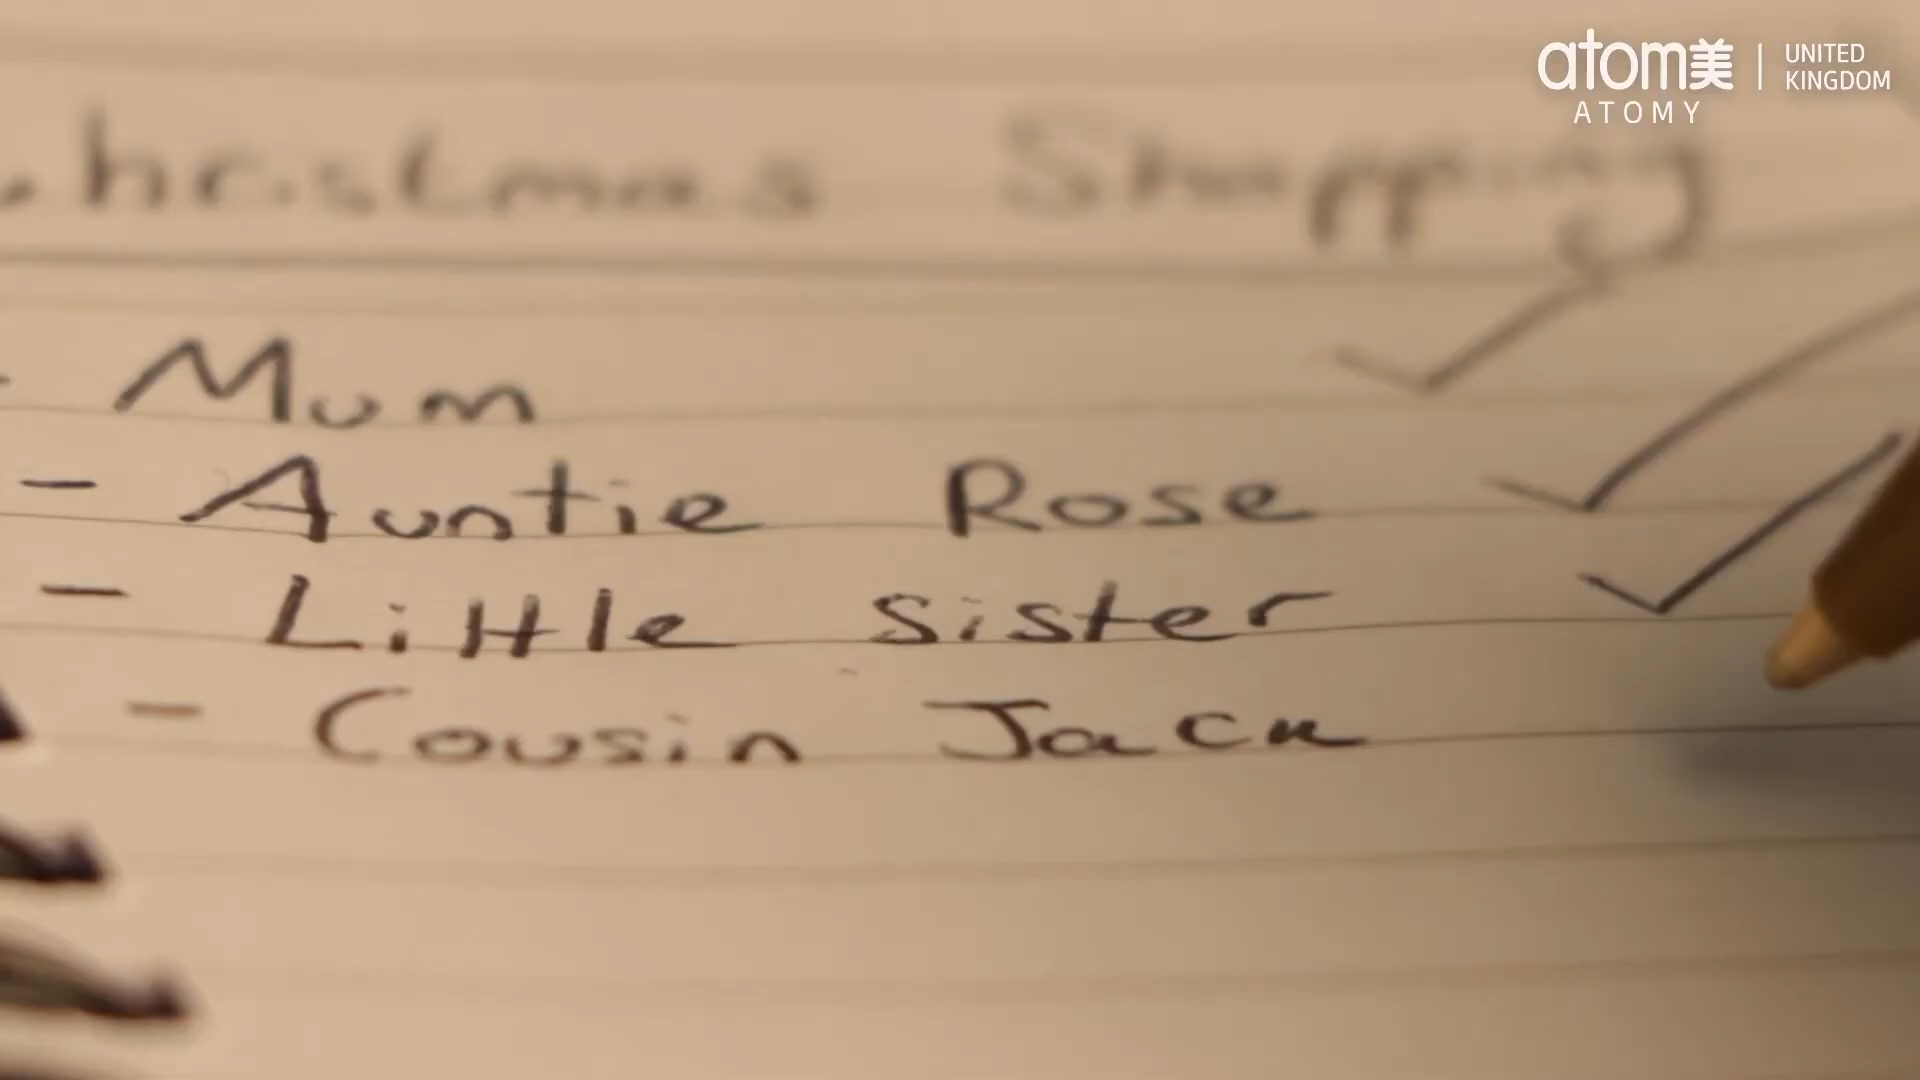 atom美 | UNITED KINGDOM
ATOMY
Christmas Shopping
- Mum ✓
- Auntie Rose ✓
- Little sister ✓
- Cousin Jack